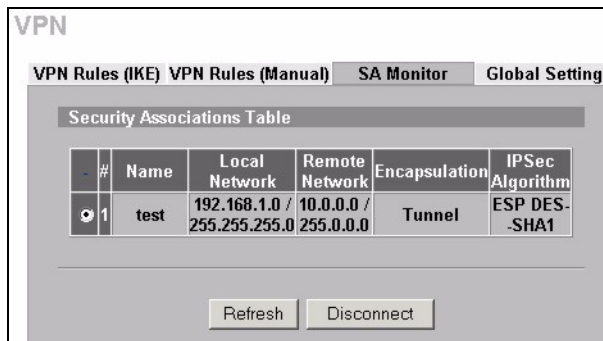 VPN
VPN Rules (IKE) VPN Rules (Manual) SA Monitor Global Setting
Security Associations Table
- # Name Local Network Remote Network Encapsulation IPSec Algorithm
1 test 192.168.1.0 / 255.255.255.0 10.0.0.0 / 255.0.0.0 Tunnel ESP DES--SHA1
Refresh Disconnect